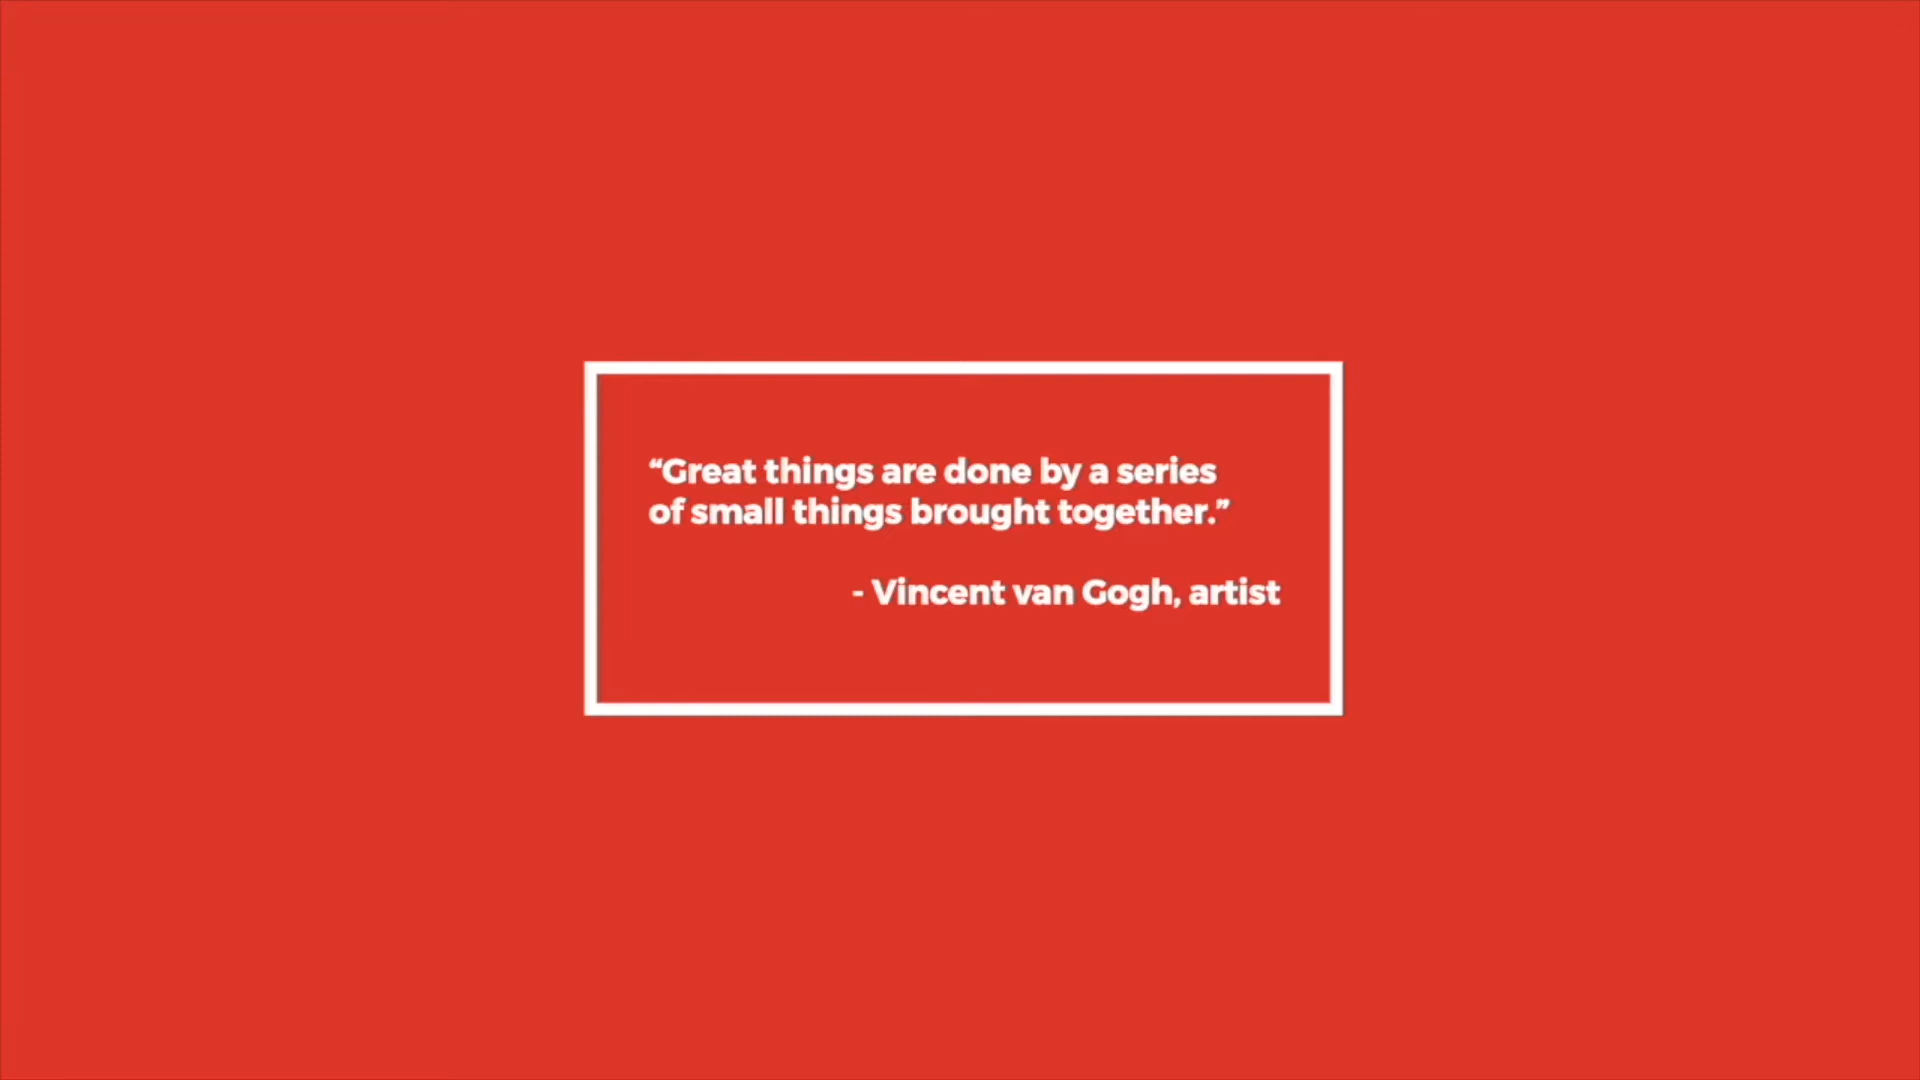 “Great things are done by a series
of small things brought together.”
- Vincent van Gogh, artist